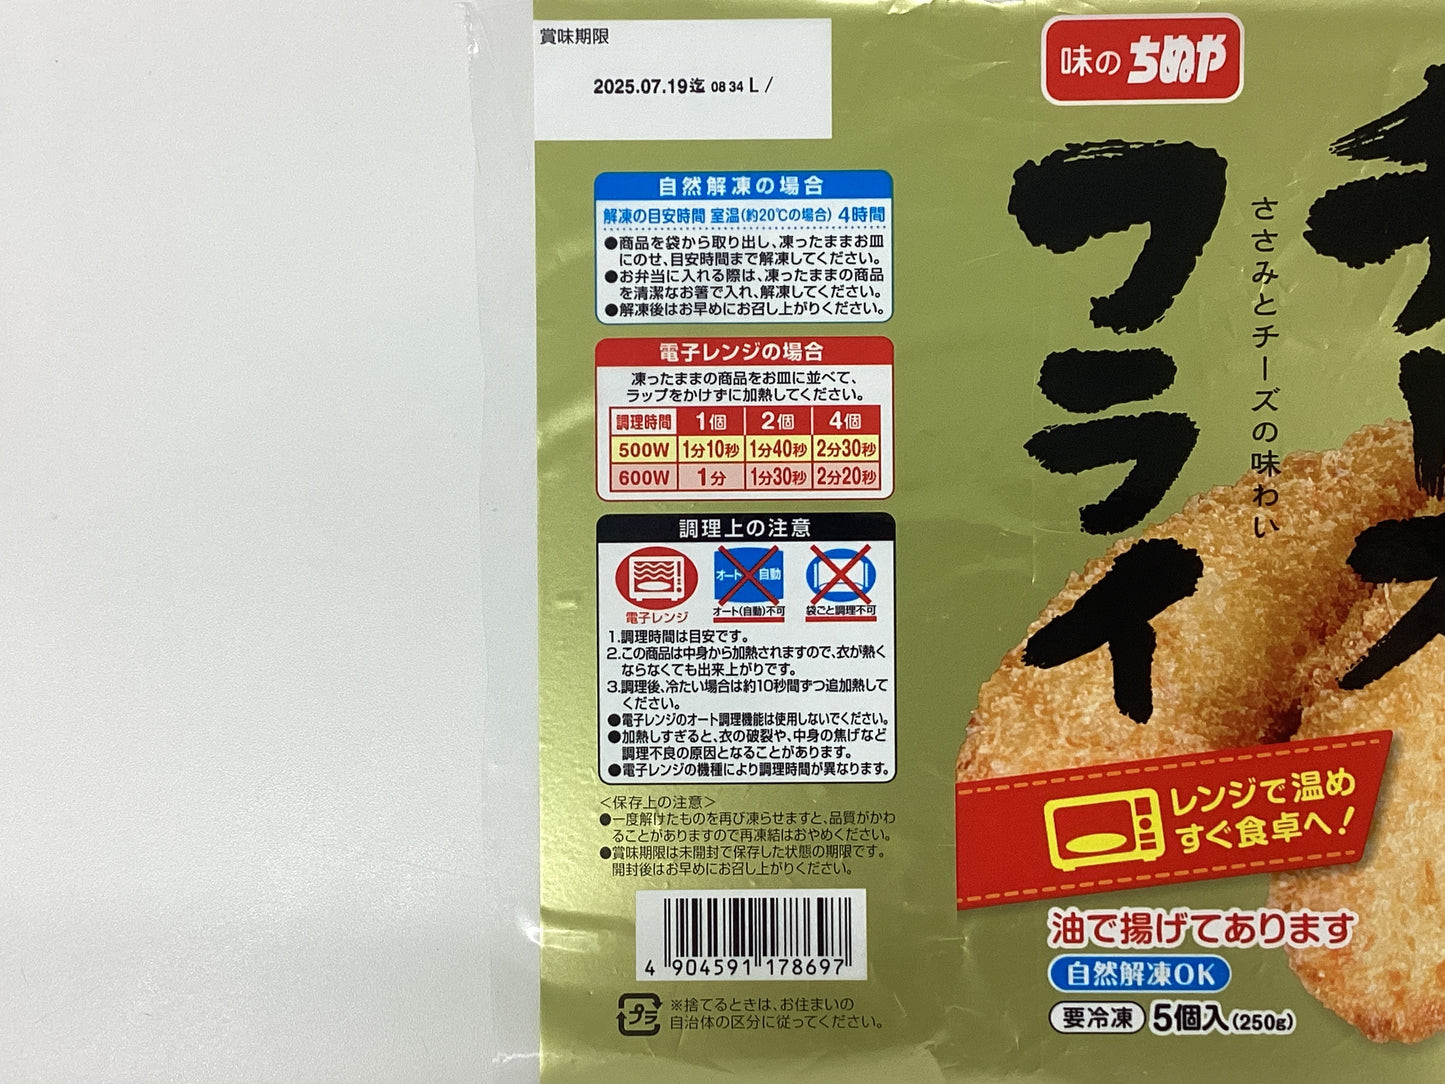 賞味期限
2025.07.19迄 08 34 L /
自然解凍の場合
解凍の目安時間 室温(約20℃の場合) 4時間
●商品を袋から取り出し、凍ったままお皿
にのせ、目安時間まで解凍してください。
●お弁当に入れる際は、凍ったままの商品
を清潔なお箸で入れ、解凍してください。
●解凍後はお早めにお召し上がりください。
電子レンジの場合
凍ったままの商品をお皿に並べて、
ラップをかけずに加熱してください。
調理時間 1個 2個 4個
500W 1分10秒 1分40秒 2分30秒
600W 1分 1分30秒 2分20秒
調理上の注意
オート 自動
電子レンジ オート(自動)不可 袋ごと調理不可
1.調理時間は目安です。
2.この商品は中身から加熱されますので、衣が熱く
ならなくても出来上がりです。
3.調理後、冷たい場合は約10秒間ずつ追加熱して
ください。
●電子レンジのオート調理機能は使用しないでください。
●加熱しすぎると、衣の破裂や、中身の焦げなど
調理不良の原因となることがあります。
●電子レンジの機種により調理時間が異なります。
＜保存上の注意＞
●一度解けたものを再び凍らせますと、品質がかわ
ることがありますので再凍結はおやめください。
●賞味期限は未開封で保存した状態の期限です。
開封後はお早めにお召し上がりください。
4 904591 178697
プラ
※捨てるときは、お住まいの
自治体の区分に従ってください。
味のちぬや
ささみとチーズの味わい
フライ
レンジで温め
すぐ食卓へ!
油で揚げてあります
自然解凍OK
要冷凍 5個入(250g)